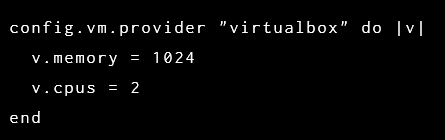 config.vm.provider "virtualbox" do |v|
  v.memory = 1024
  v.cpus = 2
end